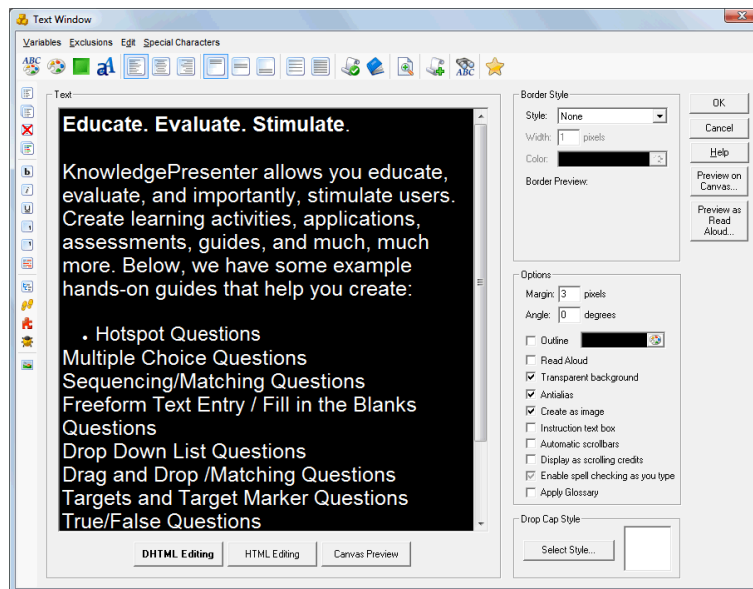 Text Window
Variables Exclusions Edit Special Characters
ABC
a A
ABC
Text
Educate. Evaluate. Stimulate.
KnowledgePresenter allows you educate,
evaluate, and importantly, stimulate users.
Create learning activities, applications,
assessments, guides, and much, much
more. Below, we have some example
hands-on guides that help you create:
• Hotspot Questions
Multiple Choice Questions
Sequencing/Matching Questions
Freeform Text Entry / Fill in the Blanks
Questions
Drop Down List Questions
Drag and Drop /Matching Questions
Targets and Target Marker Questions
True/False Questions
DHTML Editing
HTML Editing
Canvas Preview
b
i
U
Border Style
Style: None
Width: 1 pixels
Color:
Border Preview:
Options
Margin: 3 pixels
Angle: 0 degrees
Outline
Read Aloud
Transparent background
Antialias
Create as image
Instruction text box
Automatic scrollbars
Display as scrolling credits
Enable spell checking as you type
Apply Glossary
Drop Cap Style
Select Style...
OK
Cancel
Help
Preview on
Canvas...
Preview as
Read
Aloud...